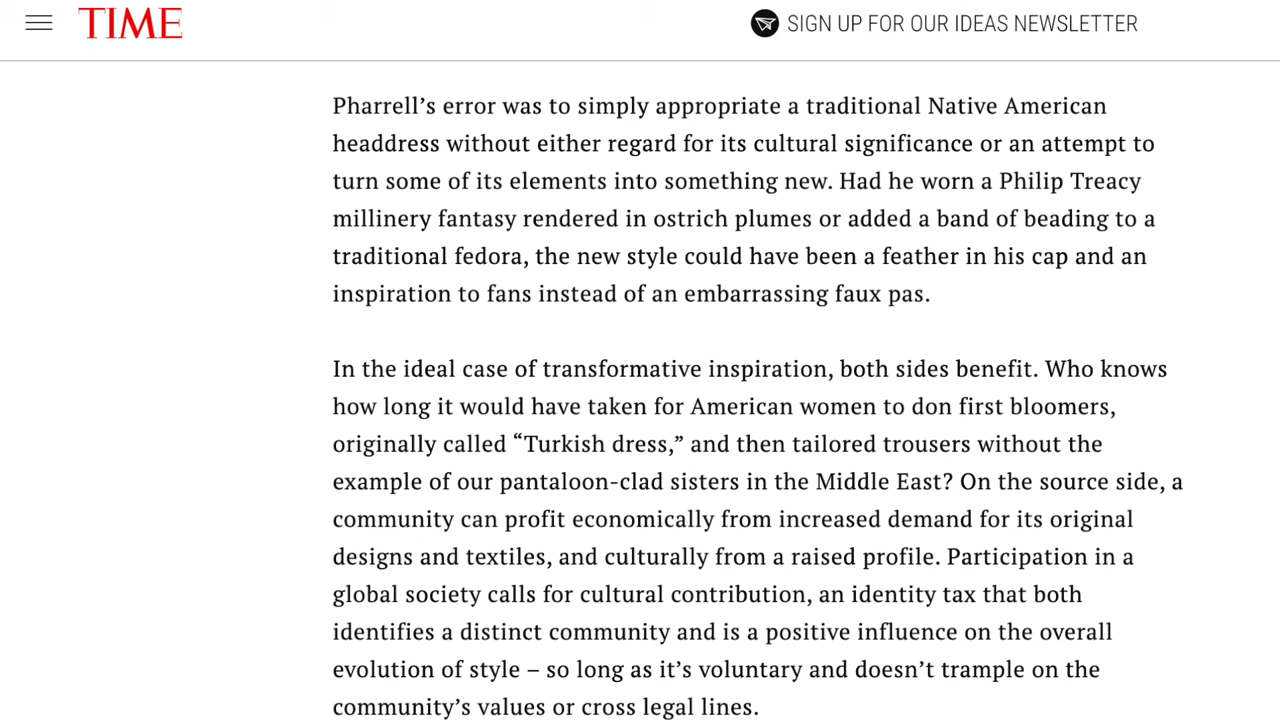 TIME
SIGN UP FOR OUR IDEAS NEWSLETTER
Pharrell’s error was to simply appropriate a traditional Native American
headdress without either regard for its cultural significance or an attempt to
turn some of its elements into something new. Had he worn a Philip Treacy
millinery fantasy rendered in ostrich plumes or added a band of beading to a
traditional fedora, the new style could have been a feather in his cap and an
inspiration to fans instead of an embarrassing faux pas.
In the ideal case of transformative inspiration, both sides benefit. Who knows
how long it would have taken for American women to don first bloomers,
originally called “Turkish dress,” and then tailored trousers without the
example of our pantaloon-clad sisters in the Middle East? On the source side, a
community can profit economically from increased demand for its original
designs and textiles, and culturally from a raised profile. Participation in a
global society calls for cultural contribution, an identity tax that both
identifies a distinct community and is a positive influence on the overall
evolution of style – so long as it’s voluntary and doesn’t trample on the
community’s values or cross legal lines.